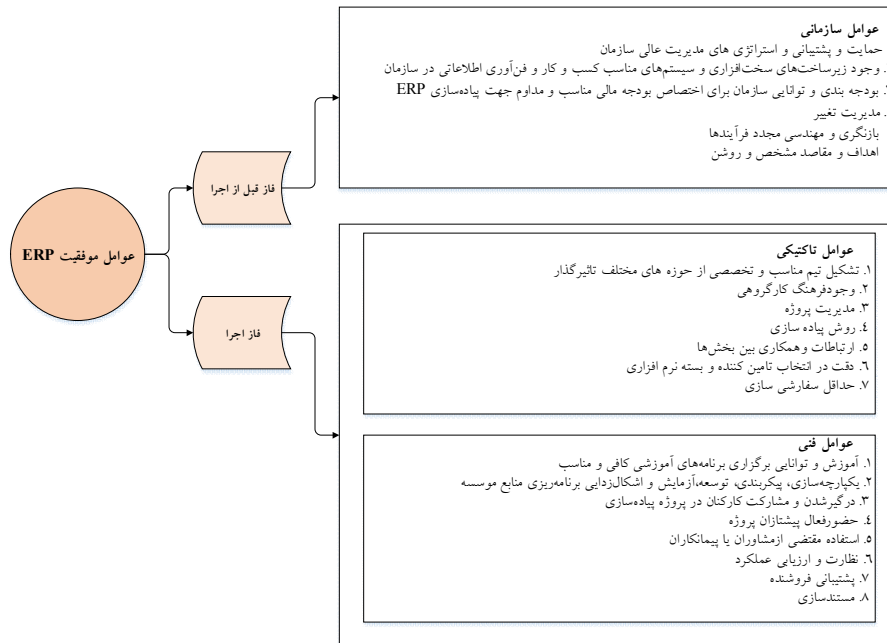 عوامل موفقیت ERP
فاز قبل از اجرا
عوامل سازمانی
حمایت و پشتیبانی و استراتژی های مدیریت عالی سازمان
. وجود زیرساخت‌های سخت‌افزاری و سیستم‌های مناسب کسب و کار و فن‌آوری اطلاعاتی در سازمان
بودجه بندی و توانایی سازمان برای اختصاص بودجه مالی مناسب و مداوم جهت پیاده‌سازی ERP
. مدیریت تغییر
بازنگری و مهندسی مجدد فرآیندها
اهداف و مقاصد مشخص و روشن
فاز اجرا
عوامل تاکتیکی
۱. تشکیل تیم مناسب و تخصصی از حوزه های مختلف تاثیرگذار
۲. وجودفرهنگ کارگروهی
۳. مدیریت پروژه
۴. روش پیاده سازی
۵. ارتباطات وهمکاری بین بخش‌ها
۶. دقت در انتخاب تامین کننده و بسته نرم افزاری
۷. حداقل سفارشی سازی
عوامل فنی
۱. آموزش و توانایی برگزاری برنامه‌های آموزشی کافی و مناسب
۲. یکپارچه‌سازی، پیکربندی، توسعه،آزمایش و اشکال‌زدایی برنامه‌ریزی منابع موسسه
۳. درگیرشدن و مشارکت کارکنان در پروژه پیاده‌سازی
۴. حضورفعال پیشتازان پروژه
۵. استفاده مقتضی ازمشاوران یا پیمانکاران
۶. نظارت و ارزیابی عملکرد
۷. پشتیبانی فروشنده
۸. مستندسازی